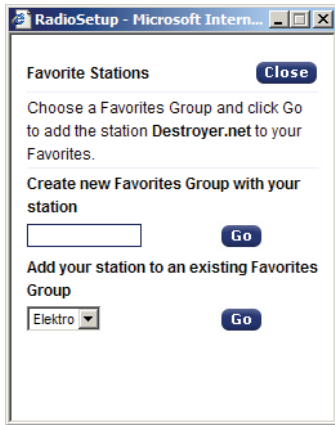 RadioSetup - Microsoft Intern...
Favorite Stations
Close
Choose a Favorites Group and click Go
to add the station Destroyer.net to your
Favorites.
Create new Favorites Group with your
station
Go
Add your station to an existing Favorites
Group
Elektro
Go